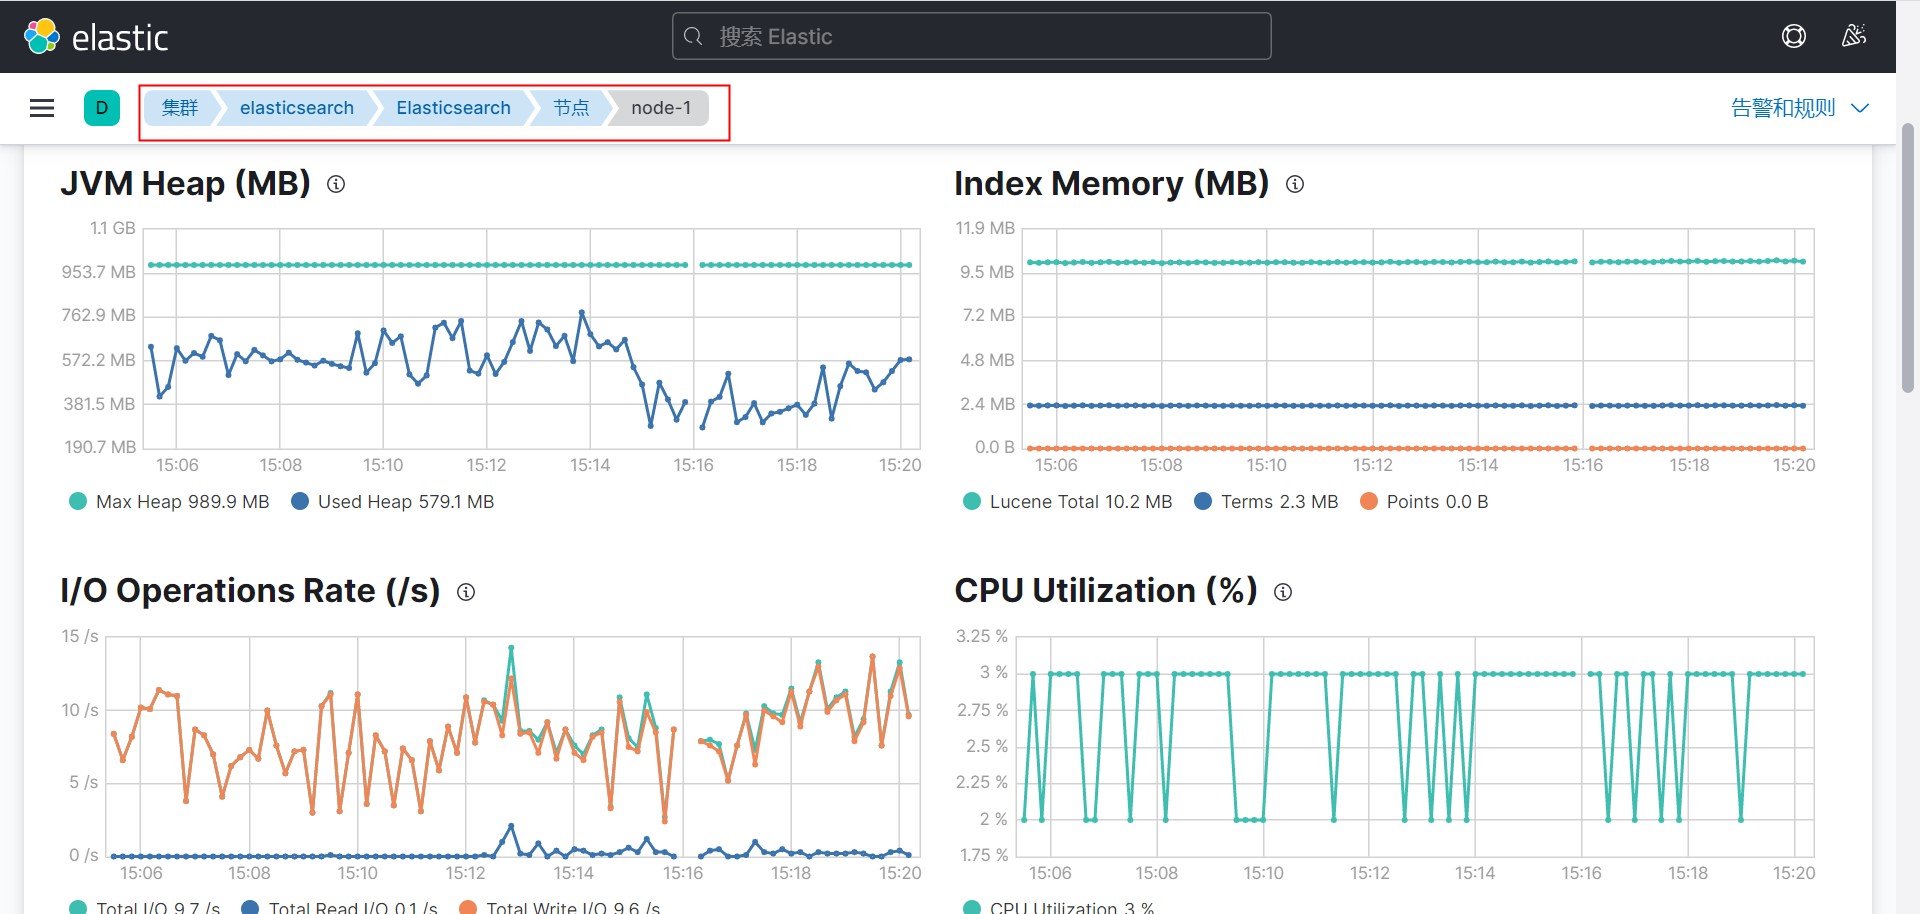 elastic
搜索 Elastic
D
集群 elasticsearch Elasticsearch 节点 node-1
告警和规则
JVM Heap (MB)
1.1 GB
953.7 MB
762.9 MB
572.2 MB
381.5 MB
190.7 MB
15:06 15:08 15:10 15:12 15:14 15:16 15:18 15:20
Max Heap 989.9 MB Used Heap 579.1 MB
Index Memory (MB)
11.9 MB
9.5 MB
7.2 MB
4.8 MB
2.4 MB
0.0 B
15:06 15:08 15:10 15:12 15:14 15:16 15:18 15:20
Lucene Total 10.2 MB Terms 2.3 MB Points 0.0 B
I/O Operations Rate (/s)
15 /s
10 /s
5 /s
0 /s
15:06 15:08 15:10 15:12 15:14 15:16 15:18 15:20
Total I/O 9.7 /s Total Read I/O 0.1 /s Total Write I/O 9.6 /s
CPU Utilization (%)
3.25 %
3 %
2.75 %
2.5 %
2.25 %
2 %
1.75 %
15:06 15:08 15:10 15:12 15:14 15:16 15:18 15:20
CPU Utilization 3 %